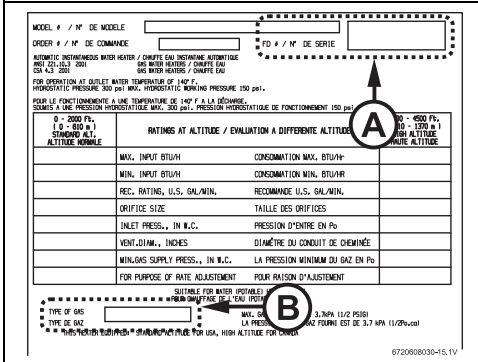 MODEL # / N° DE MODELE
ORDER # / N° DE COMMANDE
FD # / N° DE SERIE
AUTOMATIC INSTANTANEOUS WATER HEATER / CHAUFFE EAU INSTANTANE AUTOMATIQUE
ANSI Z21.10.3 2001 GAS WATER HEATERS / CHAUFFE EAU
CSA 4.3 2001 GAS WATER HEATERS / CHAUFFE EAU
FOR OPERATION AT OUTLET WATER TEMPERATUR OF 140° F.
HYDROSTATIC PRESSURE 300 psi MAX. HYDROSTATIC WORKING PRESSURE 150 psi.
POUR LE FONCTIONNEMENTE A UNE TEMPERATURE DE 140° F A LA DÉCHARGE.
SOUMIS A UNE PRESSION HYDROSTATIQUE MAX. 300 psi. PRESSION HYDROSTATIQUE DE FONCTIONEMENT 150 psi
A
0 - 2000 Ft.
( 0 - 610 m )
STANDARD ALT.
ALTITUDE NORMALE
RATINGS AT ALTITUDE / EVALUATION A DIFFERENTE ALTITUDE
- 4500 Ft.
- 1370 m )
HIGH ALTITUDE
HAUTE ALTITUDE
MAX. INPUT BTU/H CONSOMMATION MAX. BTU/Hr
MIN. INPUT BTU/H CONSOMMATION MIN. BTU/HR
REC. RATING, U.S. GAL/MIN. RECOMMANDE U.S. GAL/MIN.
ORIFICE SIZE TAILLE DES ORIFICES
INLET PRESS., IN W.C. PRESSION D'ENTRE EN Po
VENT.DIAM., INCHES DIAMÉTRE DU CONDUIT DE CHEMINÉE
MIN.GAS SUPPLY PRESS., IN W.C. LA PRESSION MINIMUM DU GAZ EN Po
FOR PURPOSE OF RATE ADJUSTEMENT POUR RAISON D'AJUSTEMENT
SUITABLE FOR WATER (POTABLE)
POUR CHAUFFAGE DE L'EAU (POTA
B
TYPE OF GAS
TYPE DE GAZ
MAX. GA 3.7kPA (1/2 PSIG)
LA PRESS GAZ FOURNI EST DE 3.7 kPA (1/2Po.ca)
THIS HEATER EQUIPPED STANDARD ALTITUDE FOR USA, HIGH ALTITUDE FOR CANADA
6720608030-15.1V